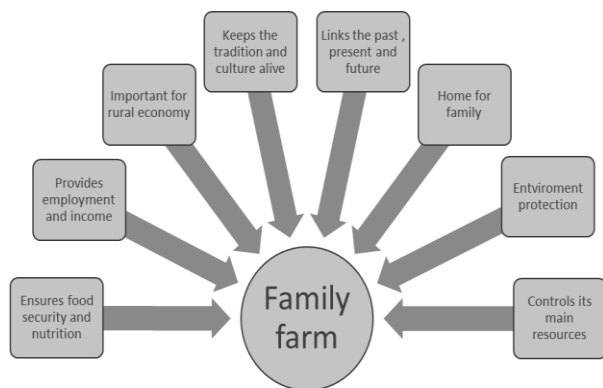 Keeps the
tradition and
culture alive
Links the past ,
present and
future
Important for
rural economy
Home for
family
Provides
employment
and income
Entviroment
protection
Ensures food
security and
nutrition
Family
farm
Controls its
main
resources